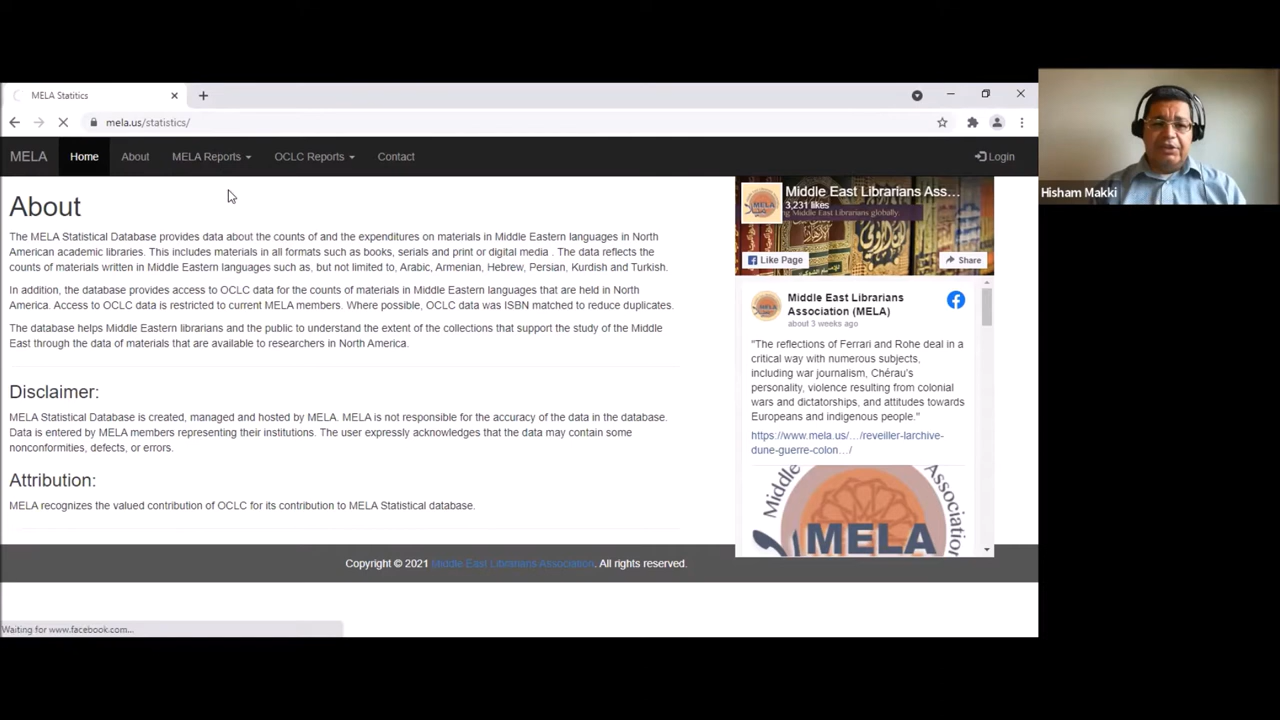 MELA Statitics
mela.us/statistics/
MELA
Home
About
MELA Reports
OCLC Reports
Contact
Login
Hisham Makki
About
The MELA Statistical Database provides data about the counts of and the expenditures on materials in Middle Eastern languages in North
American academic libraries. This includes materials in all formats such as books, serials and print or digital media . The data reflects the
counts of materials written in Middle Eastern languages such as, but not limited to, Arabic, Armenian, Hebrew, Persian, Kurdish and Turkish.
In addition, the database provides access to OCLC data for the counts of materials in Middle Eastern languages that are held in North
America. Access to OCLC data is restricted to current MELA members. Where possible, OCLC data was ISBN matched to reduce duplicates.
The database helps Middle Eastern librarians and the public to understand the extent of the collections that support the study of the Middle
East through the data of materials that are available to researchers in North America.
Disclaimer:
MELA Statistical Database is created, managed and hosted by MELA. MELA is not responsible for the accuracy of the data in the database.
Data is entered by MELA members representing their institutions. The user expressly acknowledges that the data may contain some
nonconformities, defects, or errors.
Attribution:
MELA recognizes the valued contribution of OCLC for its contribution to MELA Statistical database.
Middle East Librarians Ass...
3,231 likes
Middle East Librarians globally.
Like Page
Share
Middle East Librarians
Association (MELA)
about 3 weeks ago
"The reflections of Ferrari and Rohe deal in a
critical way with numerous subjects,
including war journalism, Chérau's
personality, violence resulting from colonial
wars and dictatorships, and attitudes towards
Europeans and indigenous people."
https://www.mela.us/…/reveiller-larchive-
dune-guerre-colon…/
Middle
Association
MELA
Copyright © 2021 Middle East Librarians Association. All rights reserved.
Waiting for www.facebook.com...